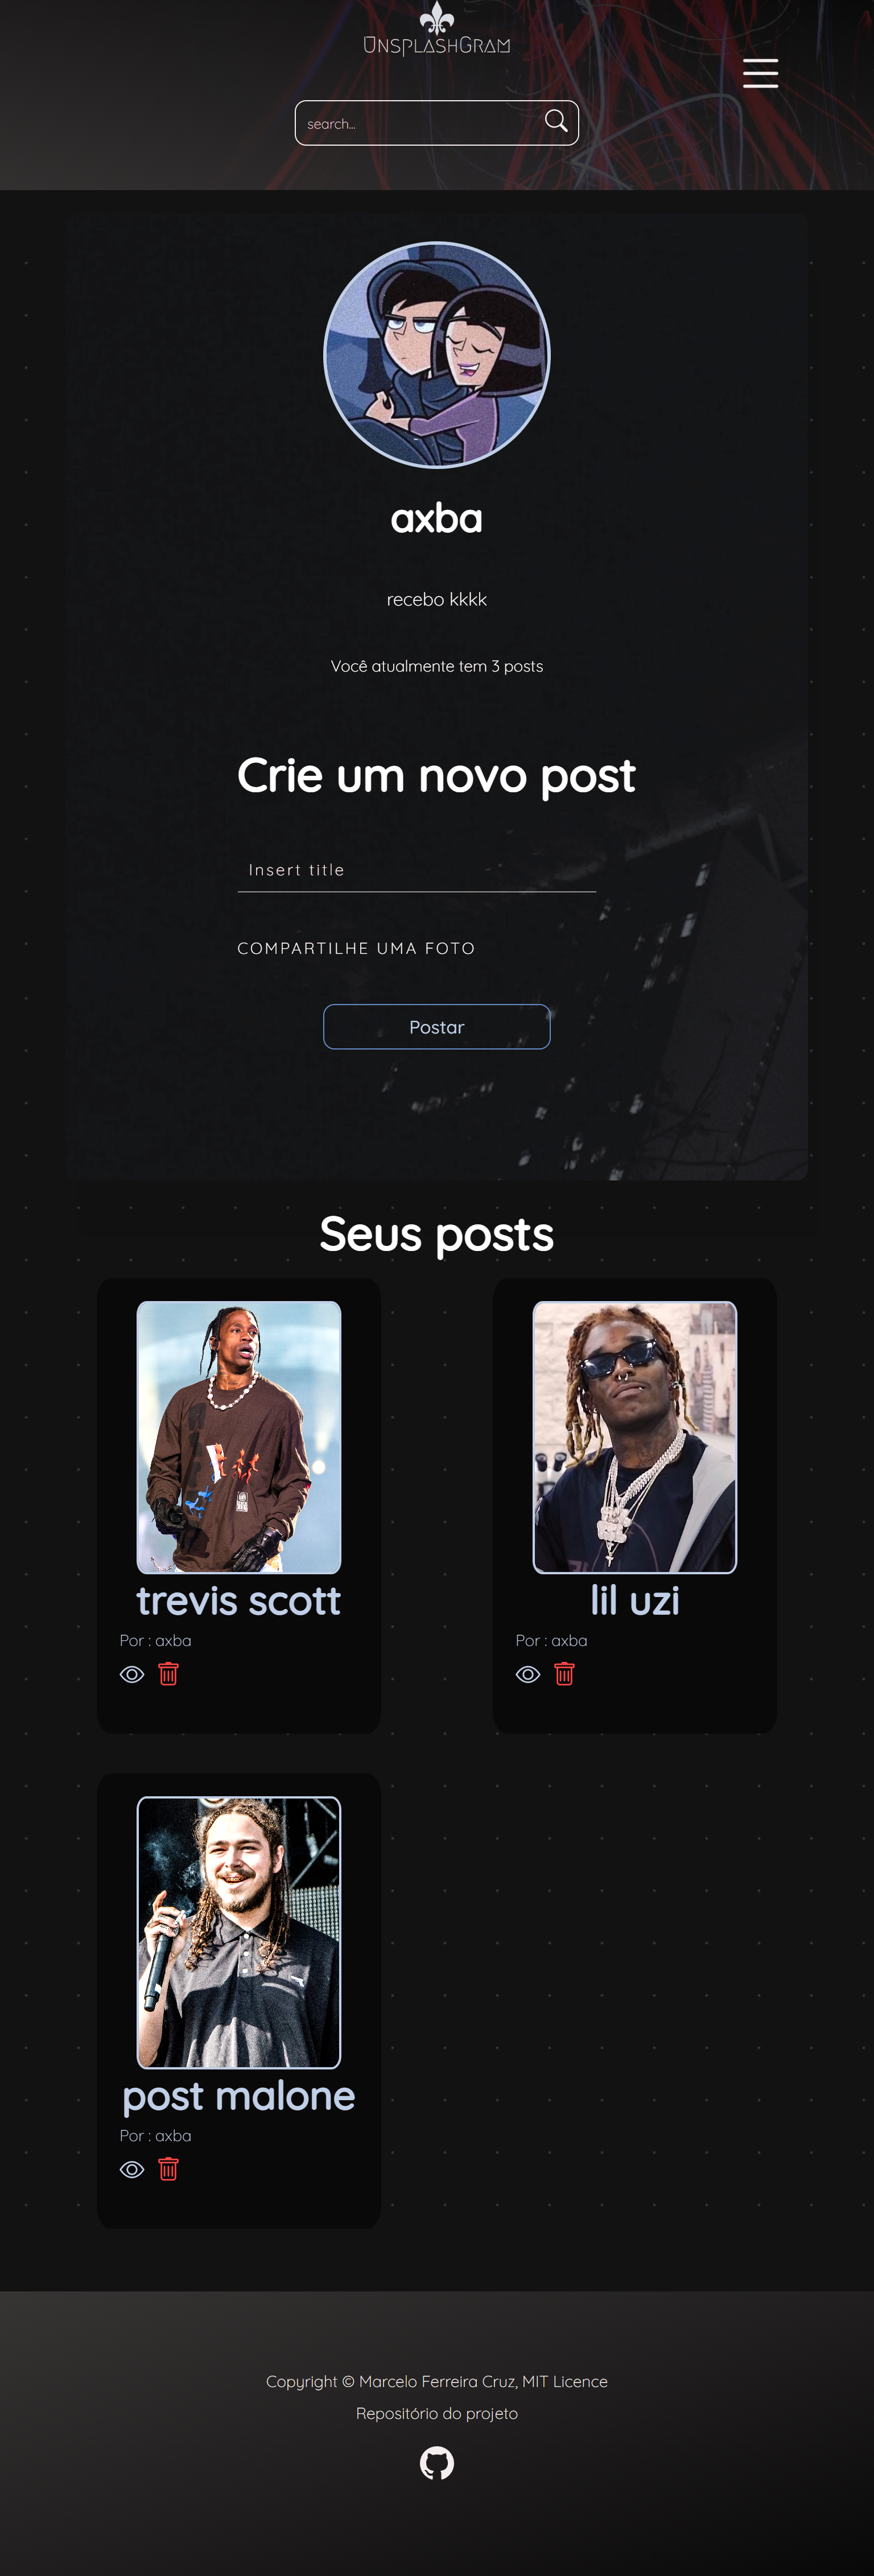 UnsplashGram
search...
axba
recebo kkkk
Você atualmente tem 3 posts
Crie um novo post
Insert title
COMPARTILHE UMA FOTO
Postar
Seus posts
trevis scott
Por : axba
lil uzi
Por : axba
post malone
Por : axba
Copyright © Marcelo Ferreira Cruz, MIT Licence
Repositório do projeto